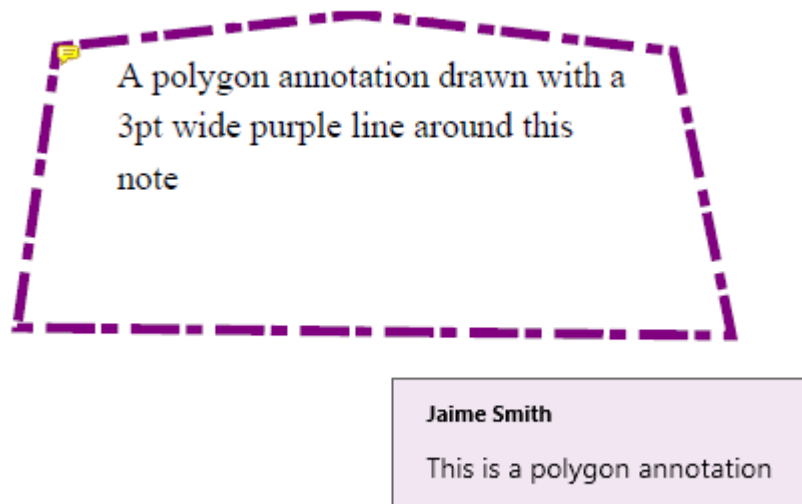 A polygon annotation drawn with a
3pt wide purple line around this
note
Jaime Smith
This is a polygon annotation